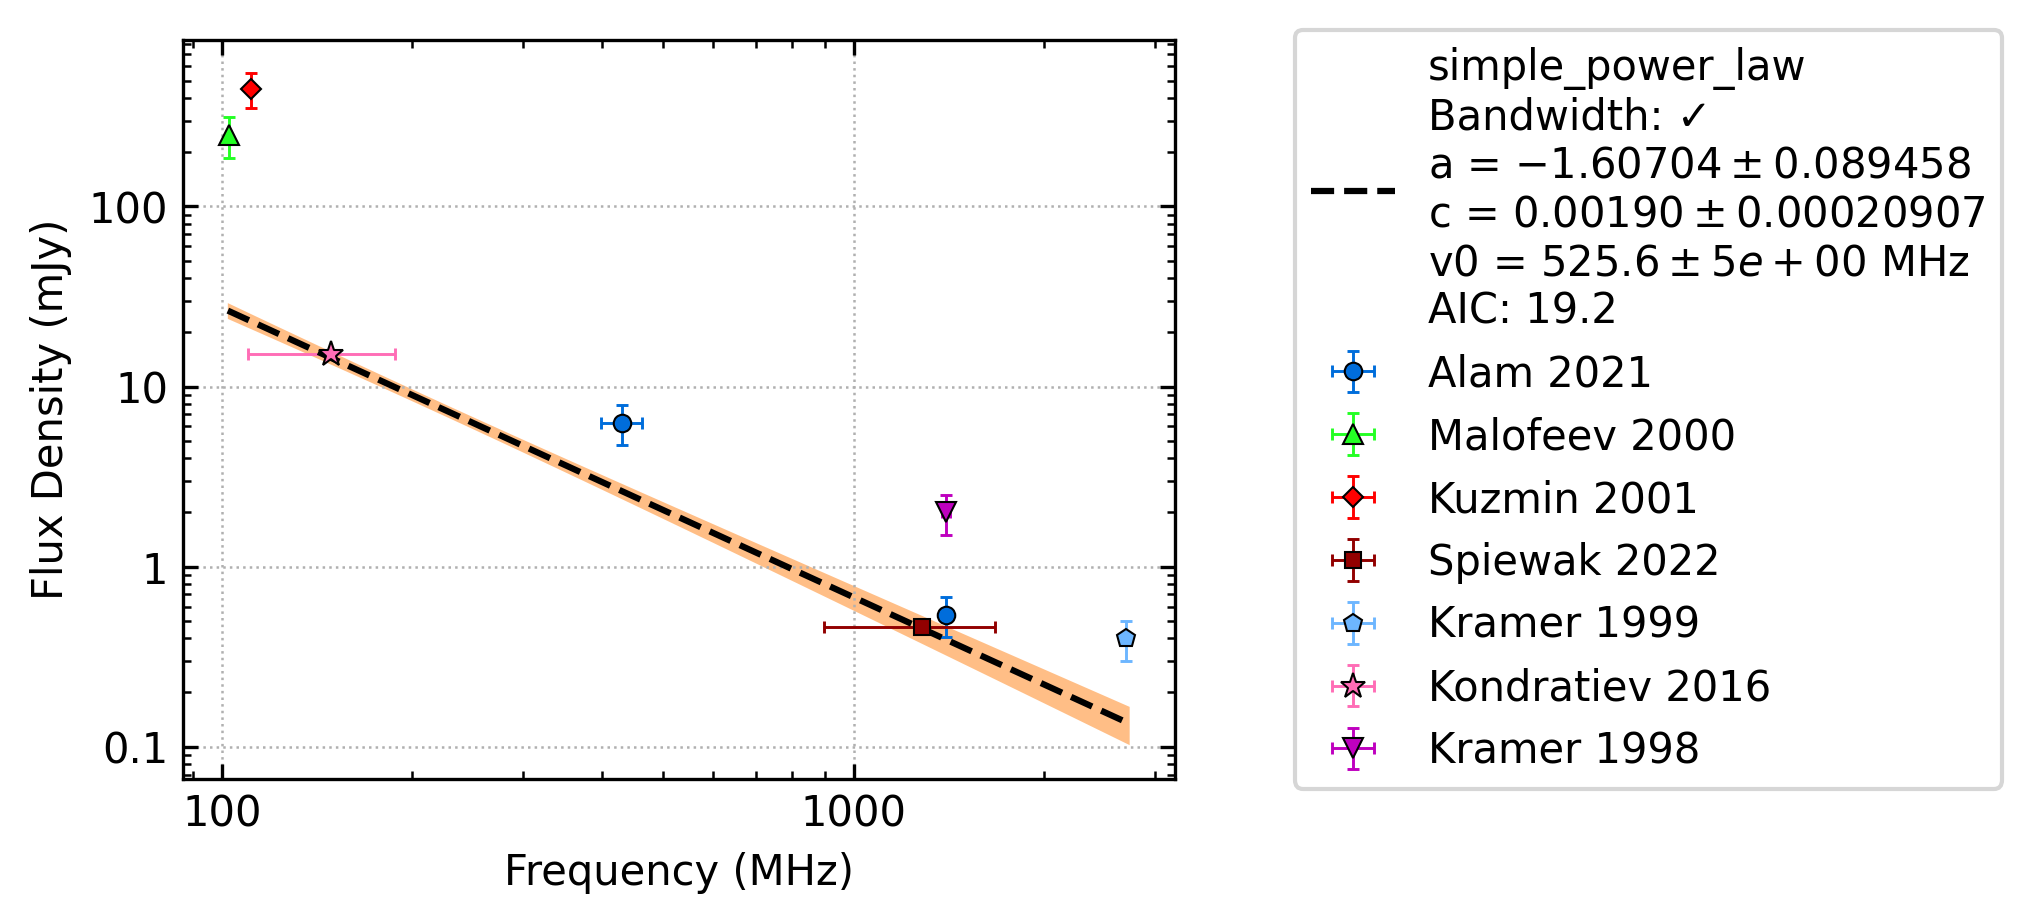 100
10
1
0.1
Flux Density (mJy)
100
1000
Frequency (MHz)
simple_power_law
Bandwidth: ✓
a = −1.60704 ± 0.089458
c = 0.00190 ± 0.00020907
v0 = 525.6 ± 5e + 00 MHz
AIC: 19.2
Alam 2021
Malofeev 2000
Kuzmin 2001
Spiewak 2022
Kramer 1999
Kondratiev 2016
Kramer 1998